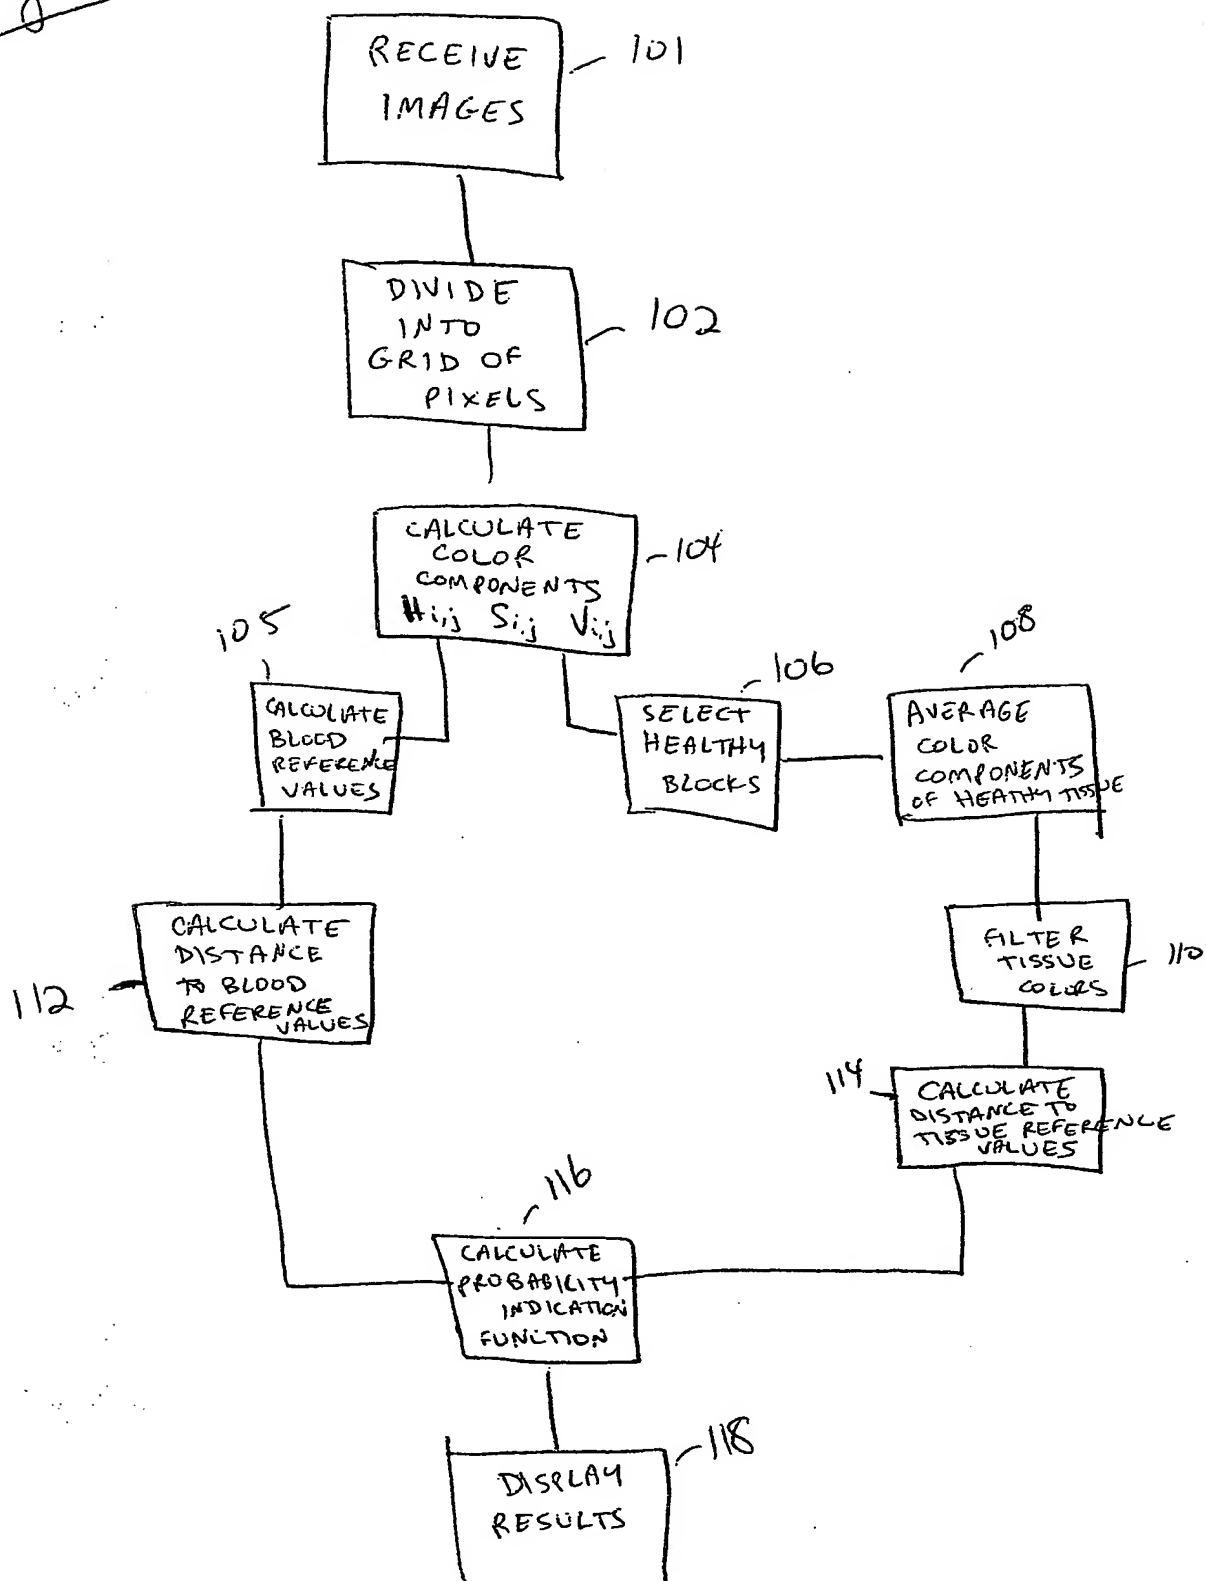 RECEIVE
IMAGES
101
DIVIDE
INTO
GRID OF
PIXELS
102
CALCULATE
COLOR
COMPONENTS
Hi,j Si,j Vi,j
104
105
CALCULATE
BLOOD
REFERENCE
VALUES
106
SELECT
HEALTHY
BLOCKS
108
AVERAGE
COLOR
COMPONENTS
OF HEATHY TISSUE
CALCULATE
DISTANCE
TO BLOOD
REFERENCE
VALUES
112
FILTER
TISSUE
COLORS
110
114
CALCULATE
DISTANCE TO
TISSUE REFERENCE
VALUES
116
CALCULATE
PROBABILITY
INDICATION
FUNCTION
118
DISPLAY
RESULTS